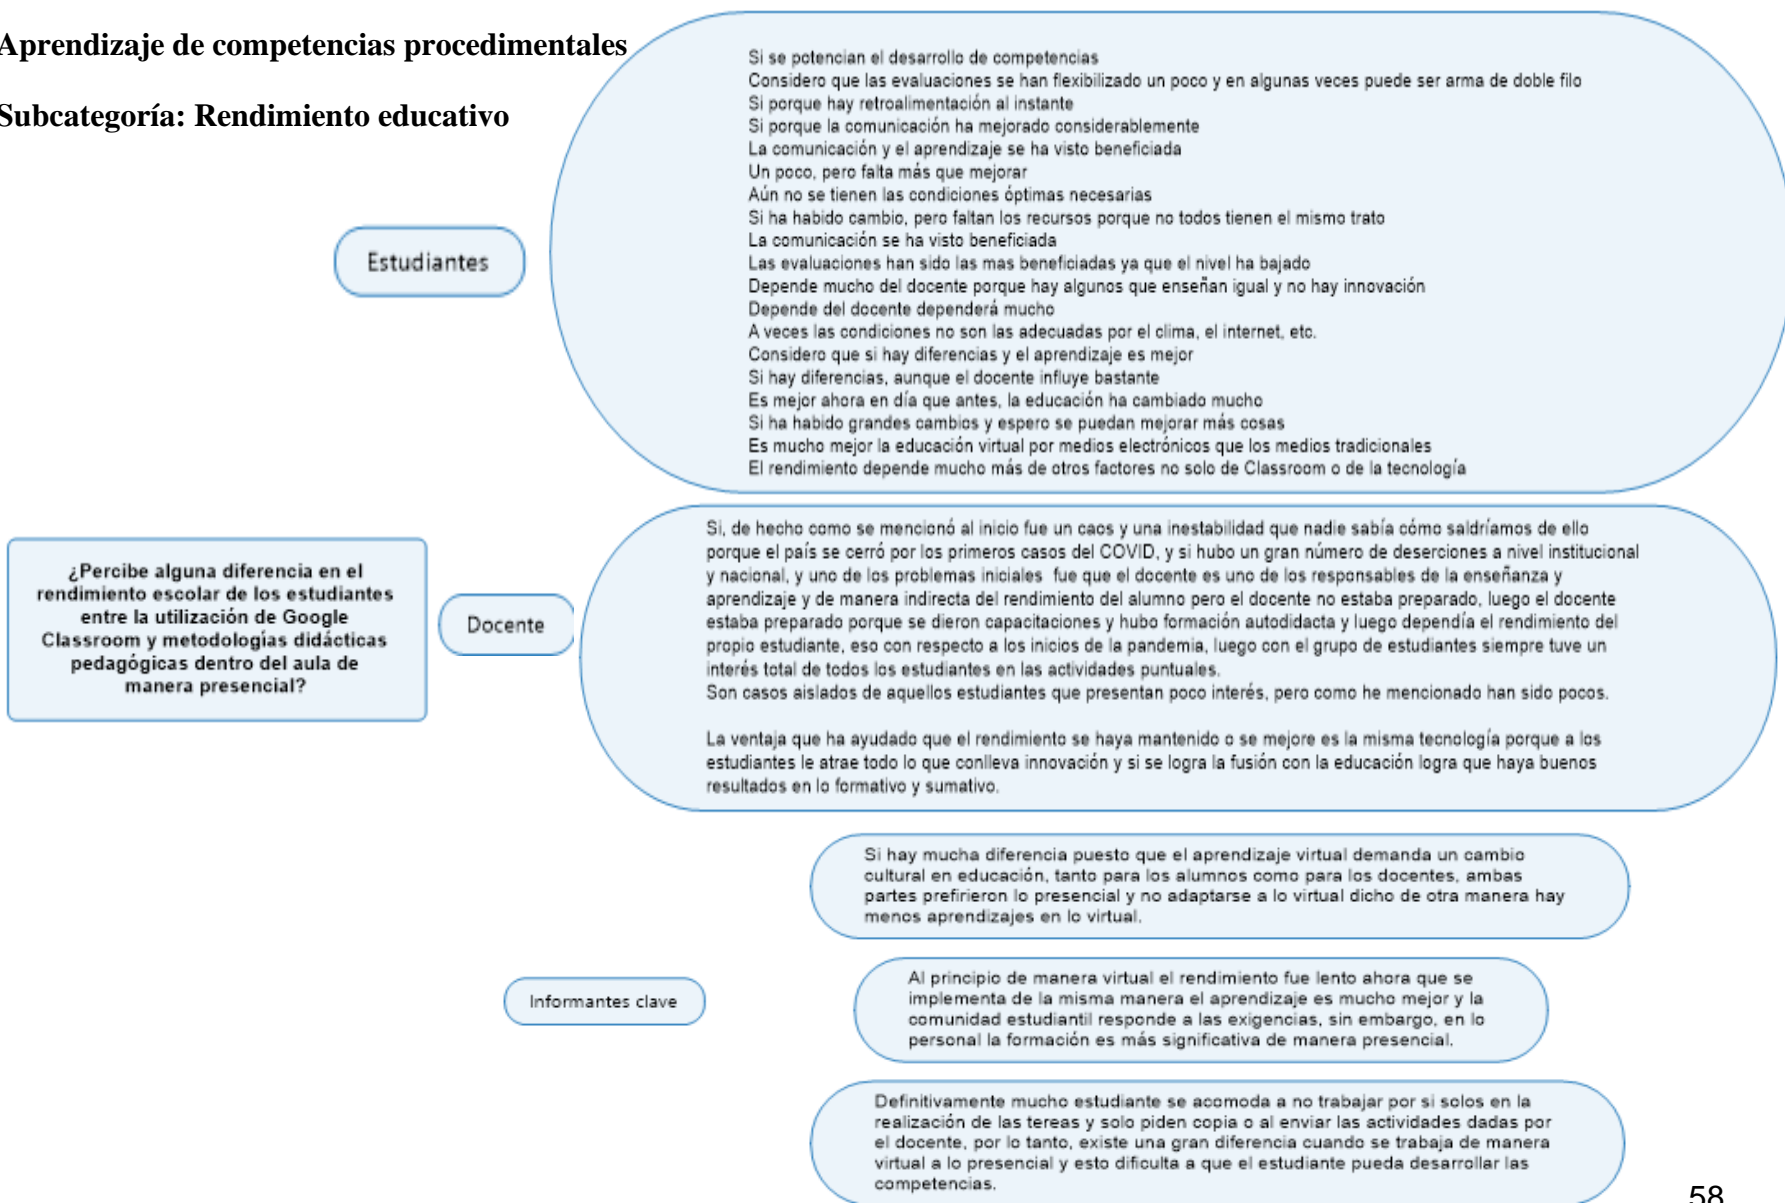 Aprendizaje de competencias procedimentales
Subcategoría: Rendimiento educativo
Estudiantes
Si se potencian el desarrollo de competencias
Considero que las evaluaciones se han flexibilizado un poco y en algunas veces puede ser arma de doble filo
Si porque hay retroalimentación al instante
Si porque la comunicación ha mejorado considerablemente
La comunicación y el aprendizaje se ha visto beneficiada
Un poco, pero falta más que mejorar
Aún no se tienen las condiciones óptimas necesarias
Si ha habido cambio, pero faltan los recursos porque no todos tienen el mismo trato
La comunicación se ha visto beneficiada
Las evaluaciones han sido las mas beneficiadas ya que el nivel ha bajado
Depende mucho del docente porque hay algunos que enseñan igual y no hay innovación
Depende del docente dependerá mucho
A veces las condiciones no son las adecuadas por el clima, el internet, etc.
Considero que si hay diferencias y el aprendizaje es mejor
Si hay diferencias, aunque el docente influye bastante
Es mejor ahora en día que antes, la educación ha cambiado mucho
Si ha habido grandes cambios y espero se puedan mejorar más cosas
Es mucho mejor la educación virtual por medios electrónicos que los medios tradicionales
El rendimiento depende mucho más de otros factores no solo de Classroom o de la tecnología
¿Percibe alguna diferencia en el
rendimiento escolar de los estudiantes
entre la utilización de Google
Classroom y metodologías didácticas
pedagógicas dentro del aula de
manera presencial?
Docente
Si, de hecho como se mencionó al inicio fue un caos y una inestabilidad que nadie sabía cómo saldríamos de ello
porque el país se cerró por los primeros casos del COVID, y si hubo un gran número de deserciones a nivel institucional
y nacional, y uno de los problemas iniciales fue que el docente es uno de los responsables de la enseñanza y
aprendizaje y de manera indirecta del rendimiento del alumno pero el docente no estaba preparado, luego el docente
estaba preparado porque se dieron capacitaciones y hubo formación autodidacta y luego dependía el rendimiento del
propio estudiante, eso con respecto a los inicios de la pandemia, luego con el grupo de estudiantes siempre tuve un
interés total de todos los estudiantes en las actividades puntuales.
Son casos aislados de aquellos estudiantes que presentan poco interés, pero como he mencionado han sido pocos.
La ventaja que ha ayudado que el rendimiento se haya mantenido o se mejore es la misma tecnología porque a los
estudiantes le atrae todo lo que conlleva innovación y si se logra la fusión con la educación logra que haya buenos
resultados en lo formativo y sumativo.
Informantes clave
Si hay mucha diferencia puesto que el aprendizaje virtual demanda un cambio
cultural en educación, tanto para los alumnos como para los docentes, ambas
partes prefirieron lo presencial y no adaptarse a lo virtual dicho de otra manera hay
menos aprendizajes en lo virtual.
Al principio de manera virtual el rendimiento fue lento ahora que se
implementa de la misma manera el aprendizaje es mucho mejor y la
comunidad estudiantil responde a las exigencias, sin embargo, en lo
personal la formación es más significativa de manera presencial.
Definitivamente mucho estudiante se acomoda a no trabajar por si solos en la
realización de las tereas y solo piden copia o al enviar las actividades dadas por
el docente, por lo tanto, existe una gran diferencia cuando se trabaja de manera
virtual a lo presencial y esto dificulta a que el estudiante pueda desarrollar las
competencias.
58